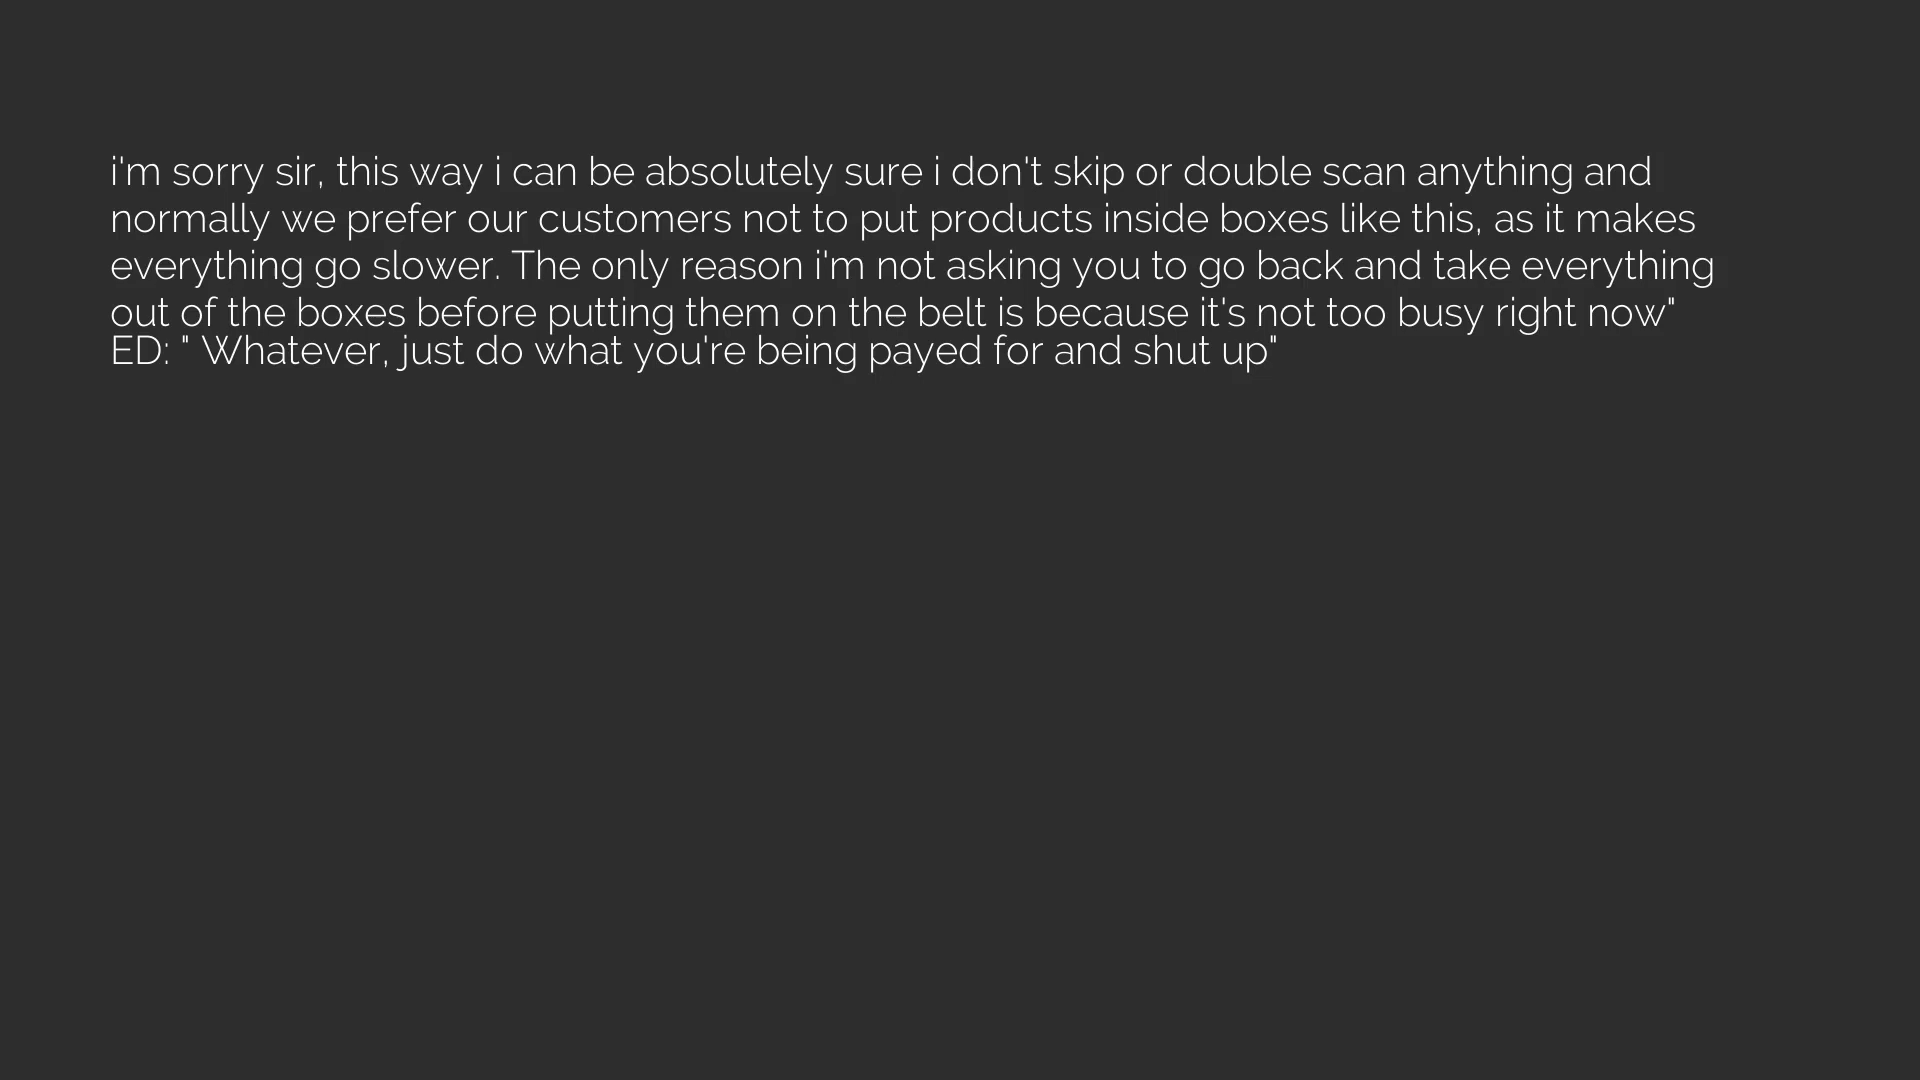 i'm sorry sir, this way i can be absolutely sure i don't skip or double scan anything and
normally we prefer our customers not to put products inside boxes like this, as it makes
everything go slower. The only reason i'm not asking you to go back and take everything
out of the boxes before putting them on the belt is because it's not too busy right now"
ED: " Whatever, just do what you're being payed for and shut up"